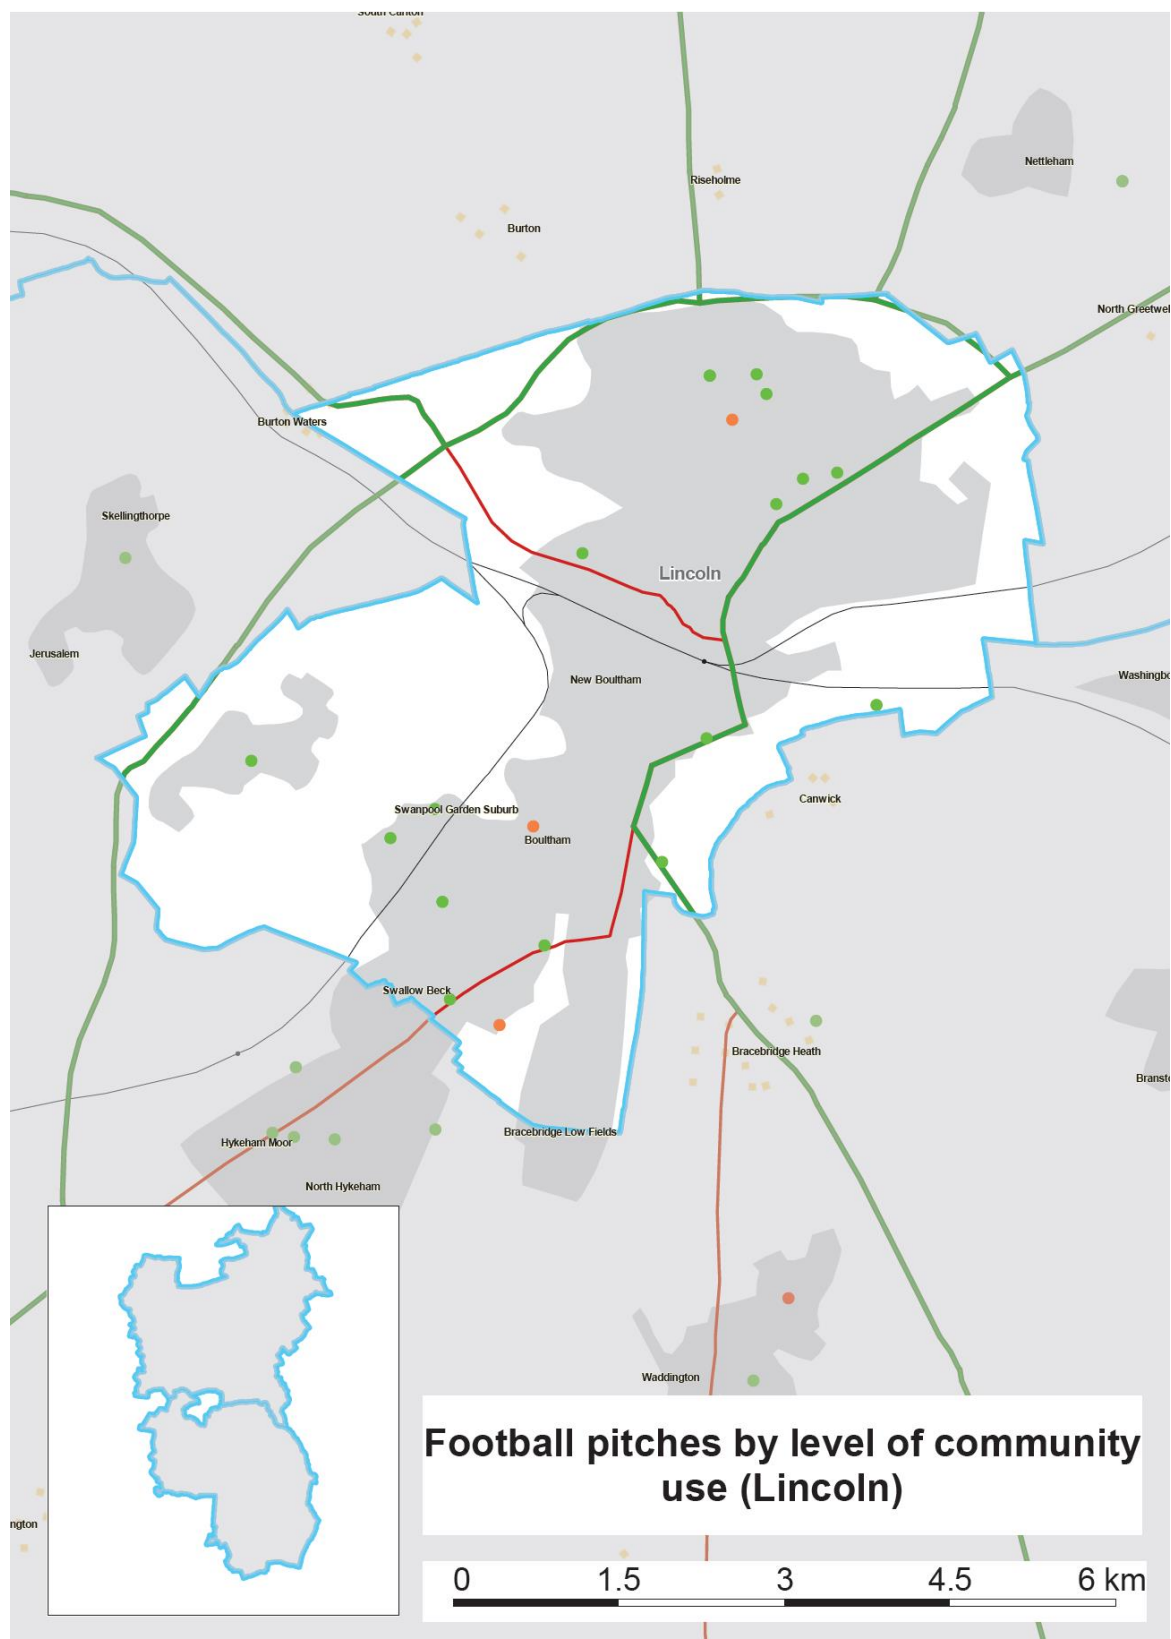 South Carlton
Nettleham
Riseholme
Burton
North Greetwel
Burton Waters
Skellingthorpe
Lincoln
Jerusalem
New Boultham
Washingbo
Swanpool Garden Suburb
Canwick
Boultham
Swallow Beck
Bracebridge Heath
Branst
Bracebridge Low Fields
Hykeham Moor
North Hykeham
Waddington
Football pitches by level of community
use (Lincoln)
ngton
0 1.5 3 4.5 6 km